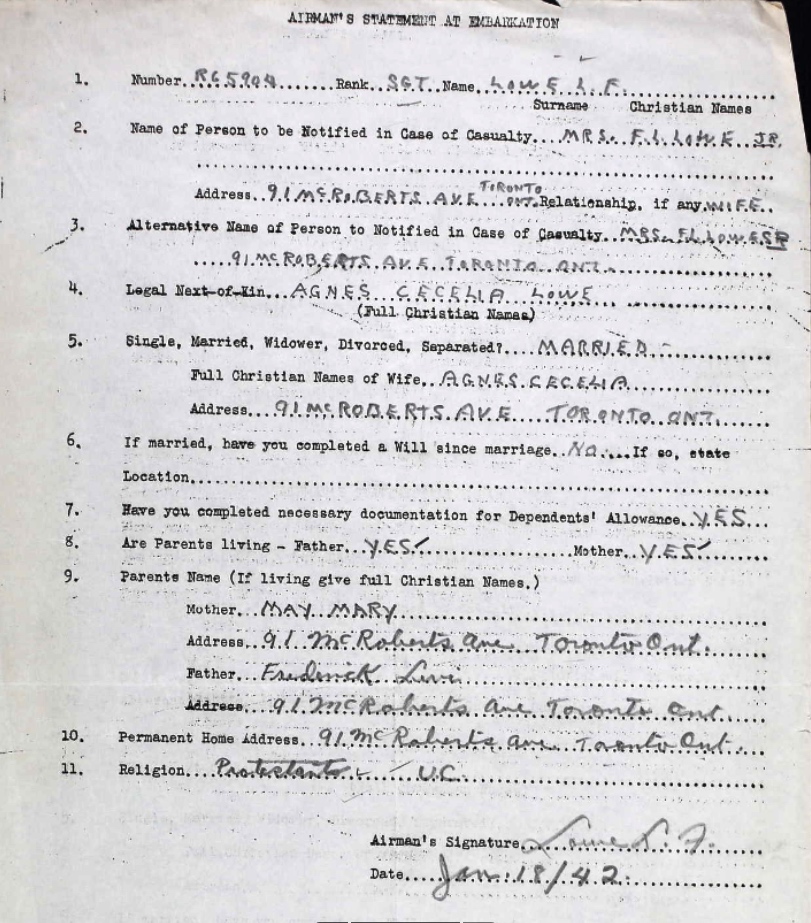 AIRMAN'S STATEMENT AT EMBARKATION
1. Number R65904 Rank SGT Name LOWE L.F.
Surname Christian Names
2. Name of Person to be Notified in Case of Casualty MRS. F.L. LOWE JR.
Address 91 McROBERTS AVE TORONTO ONT. Relationship, if any WIFE
3. Alternative Name of Person to Notified in Case of Casualty MRS. F.L. LOWE SR
91 McROBERTS AVE TORONTO ONT.
4. Legal Next-of-Kin AGNES CECELIA LOWE
(Full Christian Names)
5. Single, Married, Widower, Divorced, Separated? MARRIED
Full Christian Names of Wife AGNES CECELIA
Address 91 McROBERTS AVE TORONTO ONT.
6. If married, have you completed a Will since marriage No If so, state
Location
7. Have you completed necessary documentation for Dependents' Allowance YES
8. Are Parents living - Father YES ✓ Mother YES ✓
9. Parents Name (If living give full Christian Names.)
Mother MAY MARY
Address 91 McRoberts Ave Toronto Ont.
Father Frederick Levi
Address 91 McRoberts Ave Toronto Ont
10. Permanent Home Address 91 McRoberts Ave Toronto Ont.
11. Religion Protestant U.C.
Airman's Signature Lowe L. F.
Date Jan 18/42.